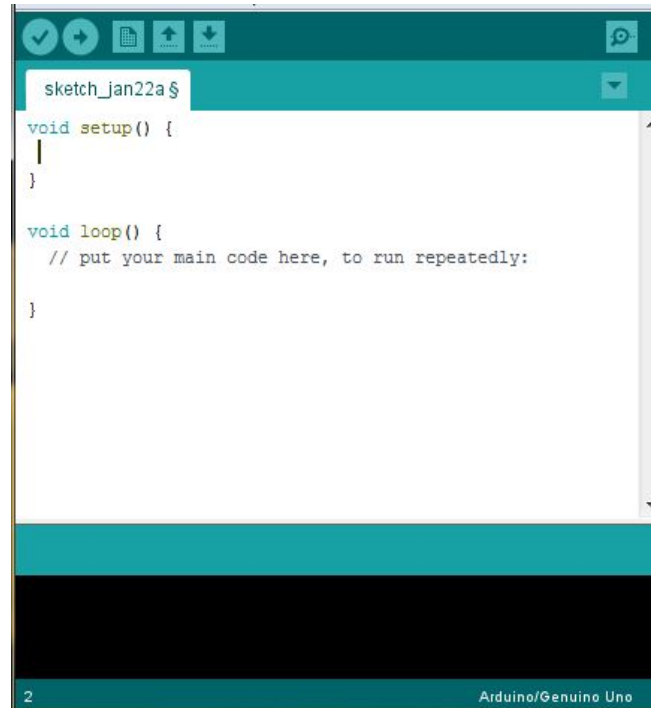 sketch_jan22a §
void setup() {
}
void loop() {
// put your main code here, to run repeatedly:
}
2
Arduino/Genuino Uno